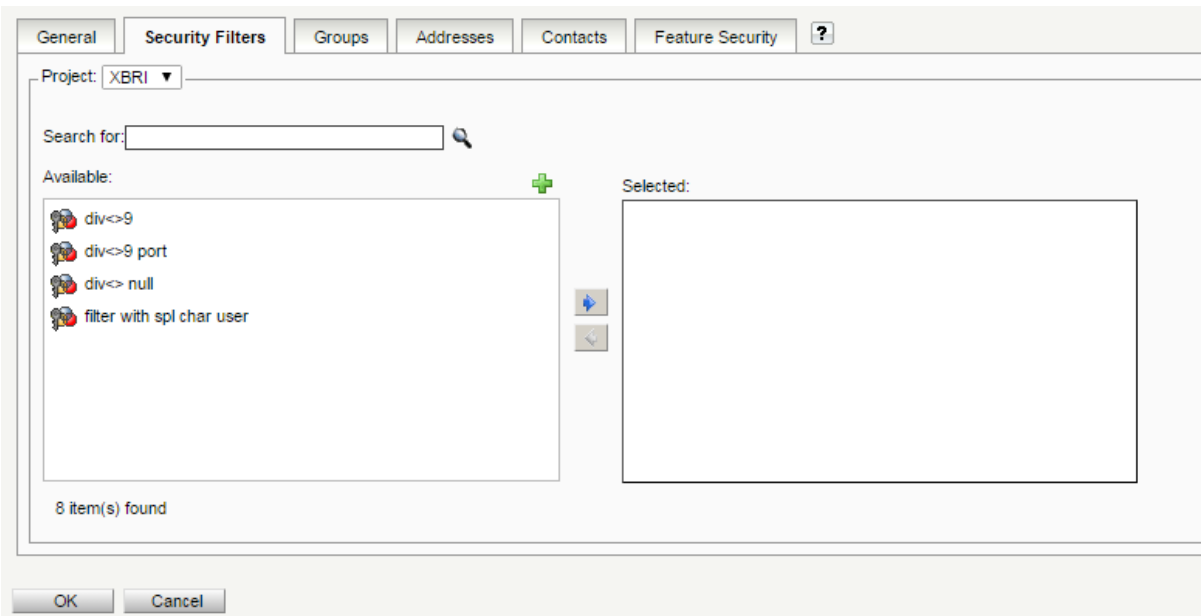 General Security Filters Groups Addresses Contacts Feature Security ?
Project: XBRI ▼
Search for:
Available:
Selected:
div<>9
div<>9 port
div<> null
filter with spl char user
8 item(s) found
OK Cancel